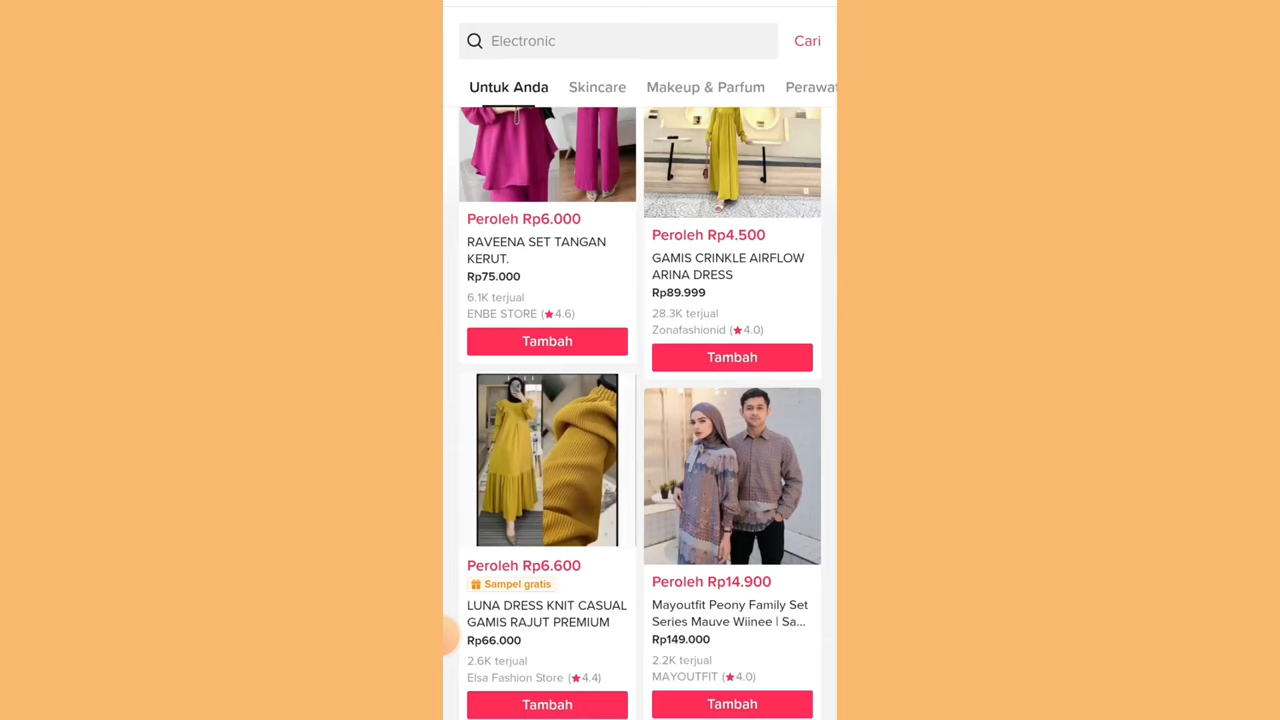 Electronic
Cari
Untuk Anda
Skincare
Makeup & Parfum
Perawat
Peroleh Rp6.000
RAVEENA SET TANGAN
KERUT.
Rp75.000
6.1K terjual
ENBE STORE (★4.6)
Tambah
Peroleh Rp4.500
GAMIS CRINKLE AIRFLOW
ARINA DRESS
Rp89.999
28.3K terjual
Zonafashionid (★4.0)
Tambah
Peroleh Rp6.600
Sampel gratis
LUNA DRESS KNIT CASUAL
GAMIS RAJUT PREMIUM
Rp66.000
2.6K terjual
Elsa Fashion Store (★4.4)
Tambah
Peroleh Rp14.900
Mayoutfit Peony Family Set
Series Mauve Wiinee | Sa...
Rp149.000
2.2K terjual
MAYOUTFIT (★4.0)
Tambah